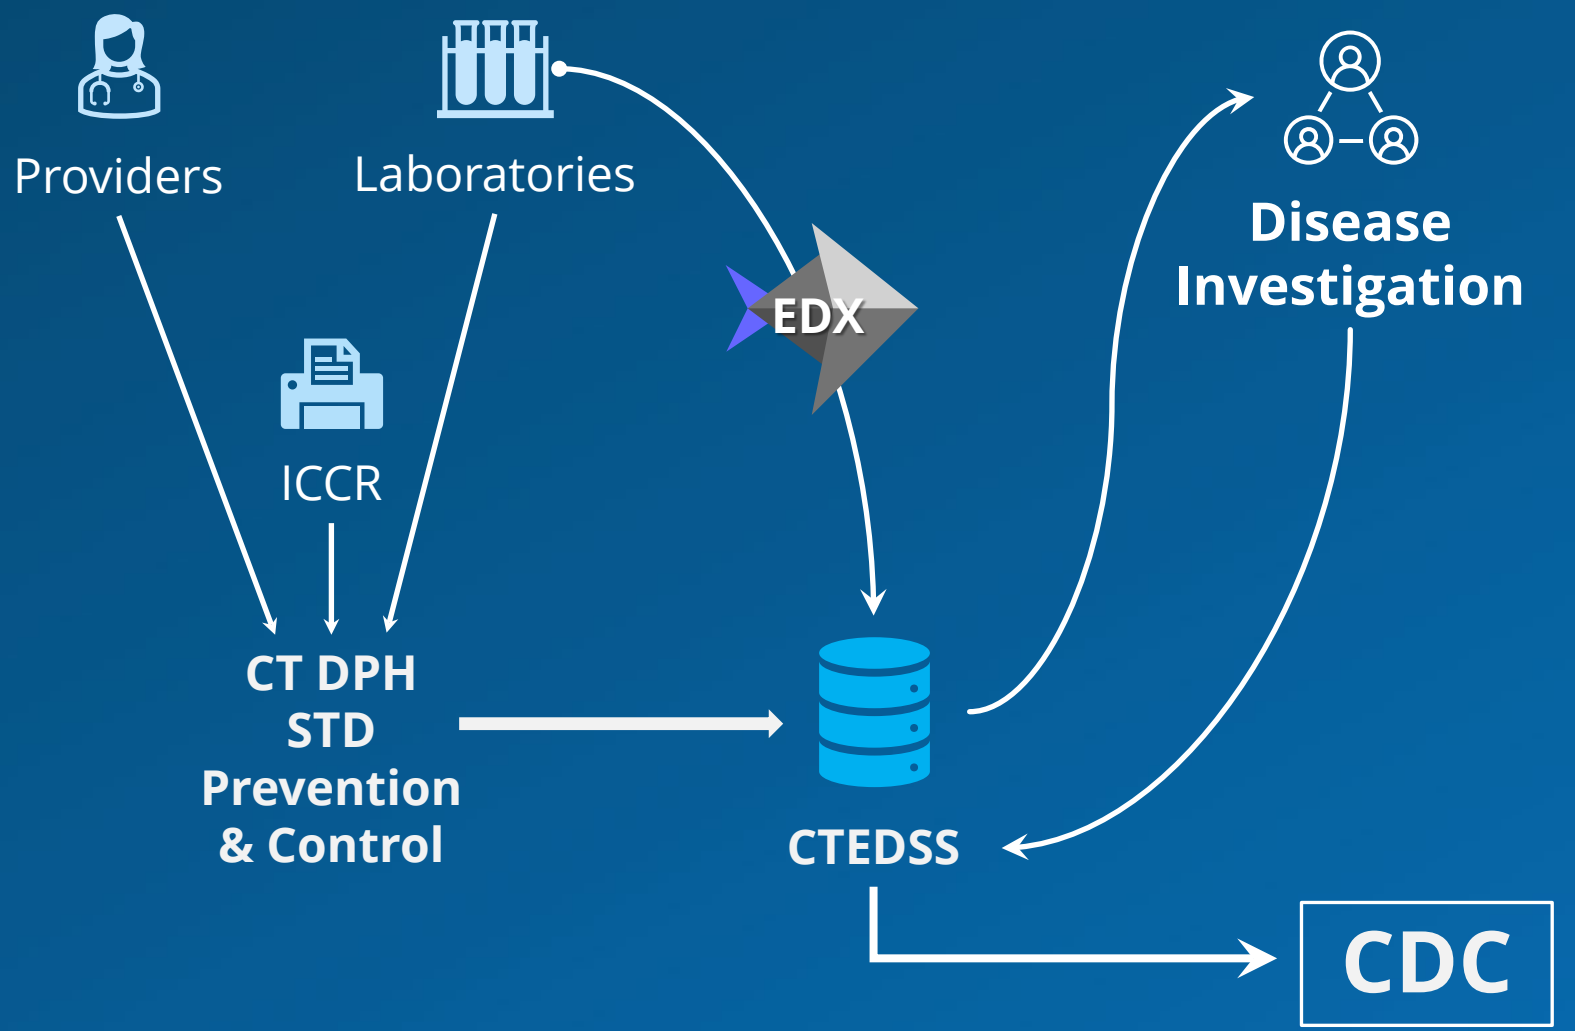 Providers
Laboratories
Disease
Investigation
EDX
ICCR
CT DPH
STD
Prevention
& Control
CTEDSS
CDC